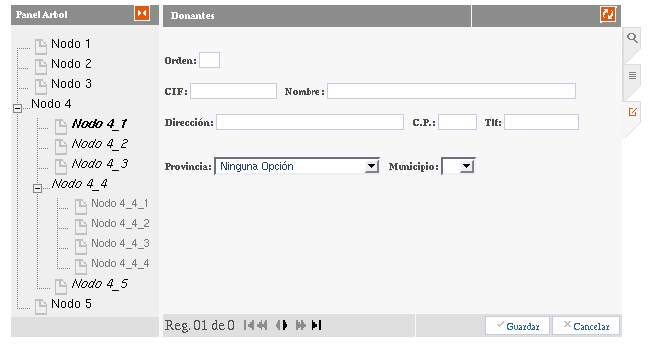 Panel Arbol
Donantes
Nodo 1
Nodo 2
Nodo 3
Nodo 4
Nodo 4_1
Nodo 4_2
Nodo 4_3
Nodo 4_4
Nodo 4_4_1
Nodo 4_4_2
Nodo 4_4_3
Nodo 4_4_4
Nodo 4_5
Nodo 5
Orden:
CIF: Nombre:
Dirección: C.P.: Tlf:
Provincia: Ninguna Opción Municipio:
Reg. 01 de 0 Guardar Cancelar